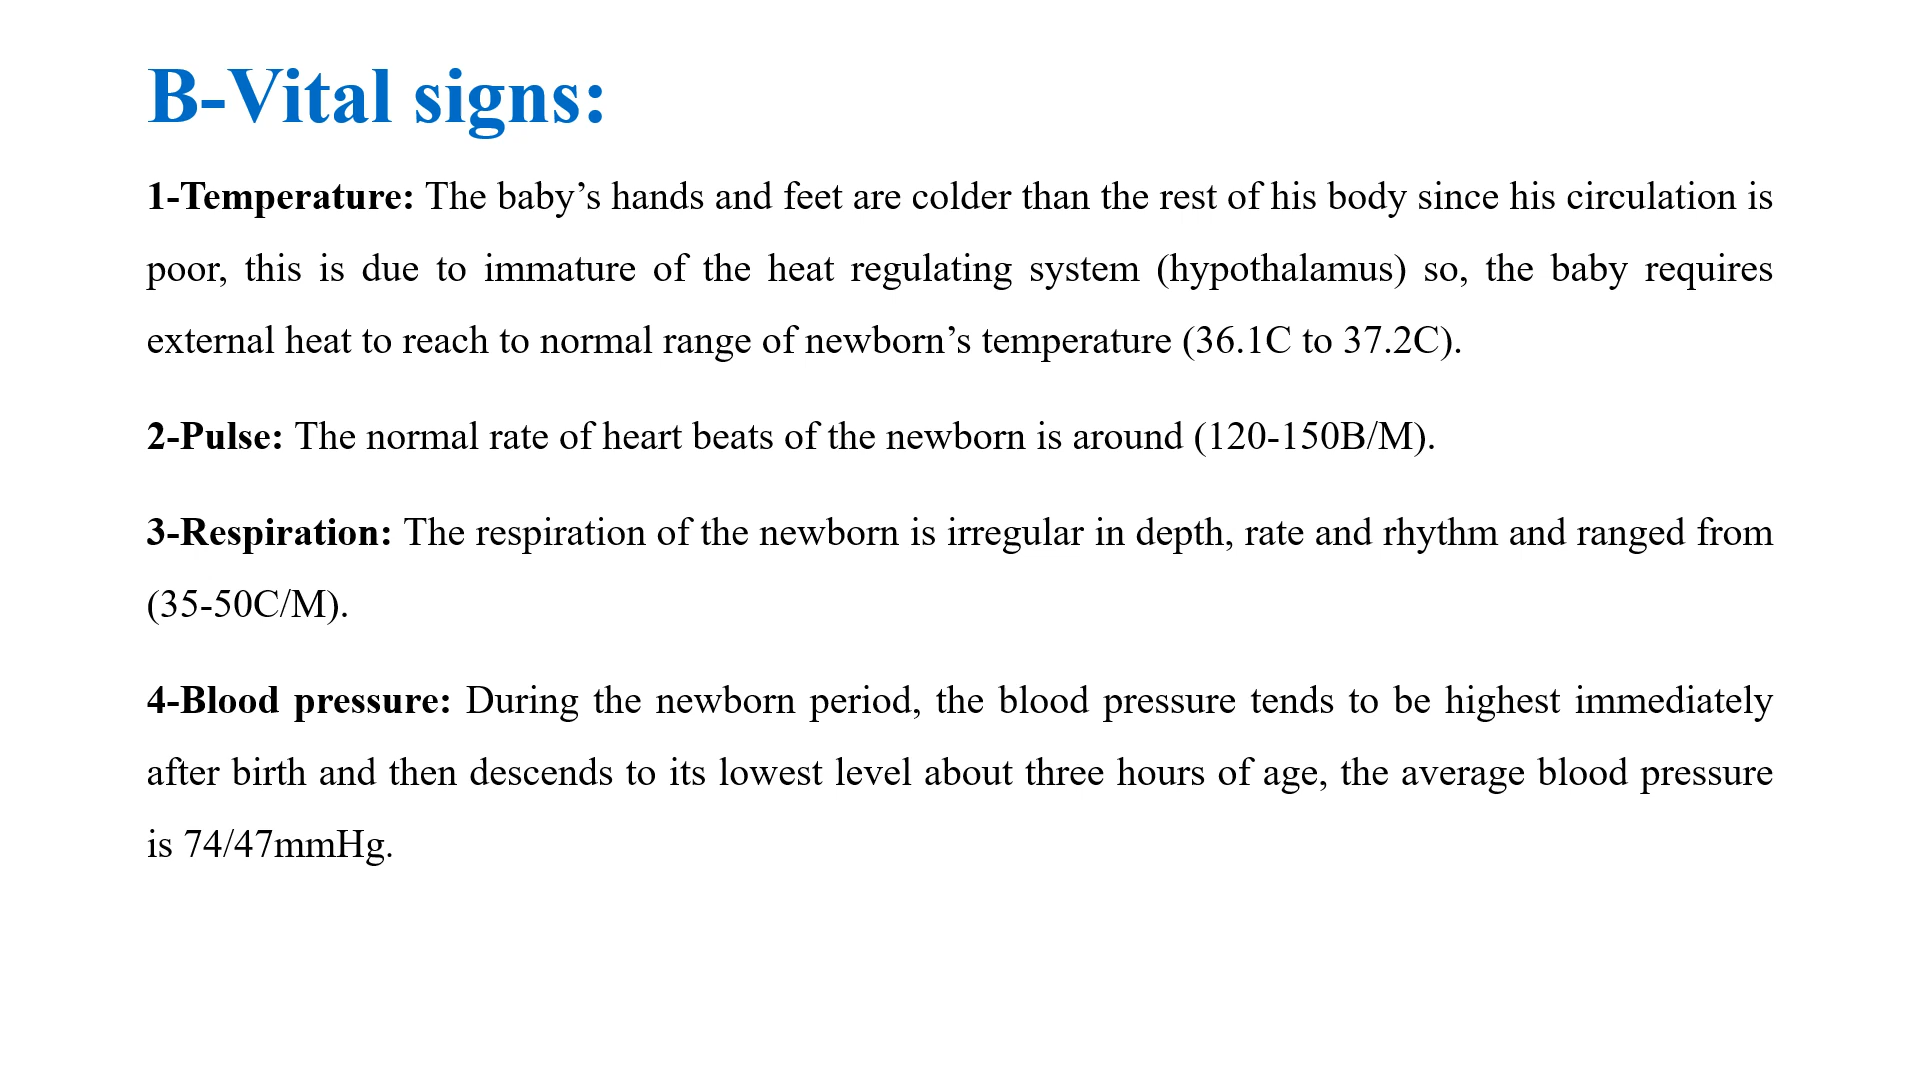 B-Vital signs:
1-Temperature: The baby’s hands and feet are colder than the rest of his body since his circulation is
poor, this is due to immature of the heat regulating system (hypothalamus) so, the baby requires
external heat to reach to normal range of newborn’s temperature (36.1C to 37.2C).
2-Pulse: The normal rate of heart beats of the newborn is around (120-150B/M).
3-Respiration: The respiration of the newborn is irregular in depth, rate and rhythm and ranged from
(35-50C/M).
4-Blood pressure: During the newborn period, the blood pressure tends to be highest immediately
after birth and then descends to its lowest level about three hours of age, the average blood pressure
is 74/47mmHg.